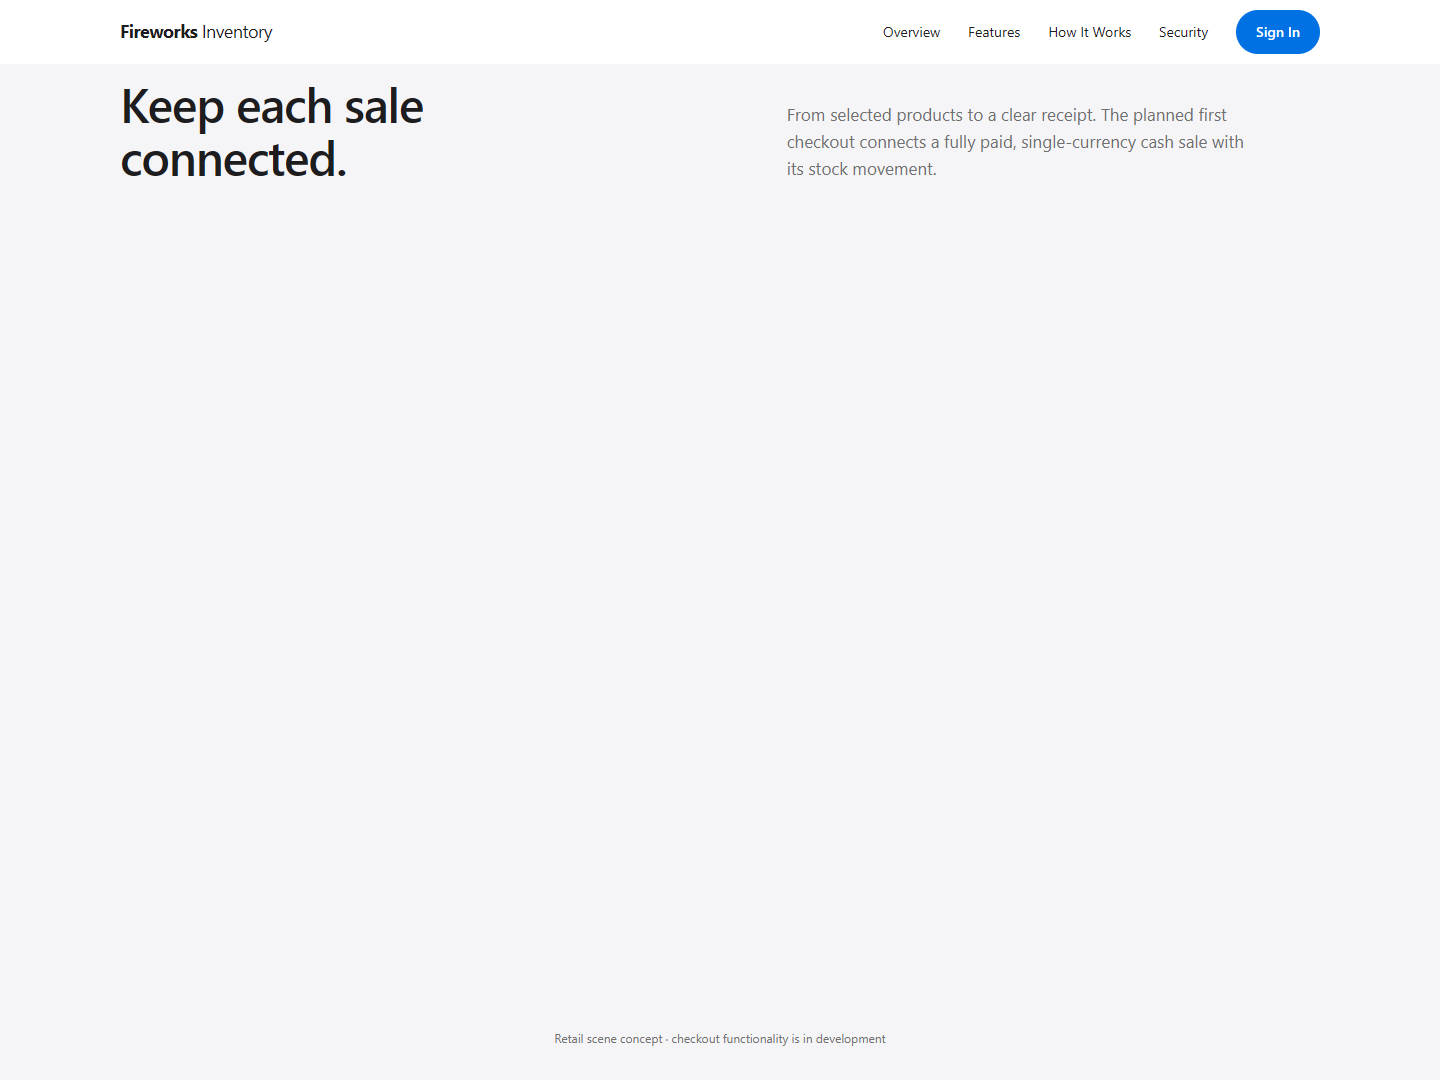 Fireworks Inventory
Overview
Features
How It Works
Security
Sign In
Keep each sale
connected.
From selected products to a clear receipt. The planned first
checkout connects a fully paid, single-currency cash sale with
its stock movement.
Retail scene concept · checkout functionality is in development